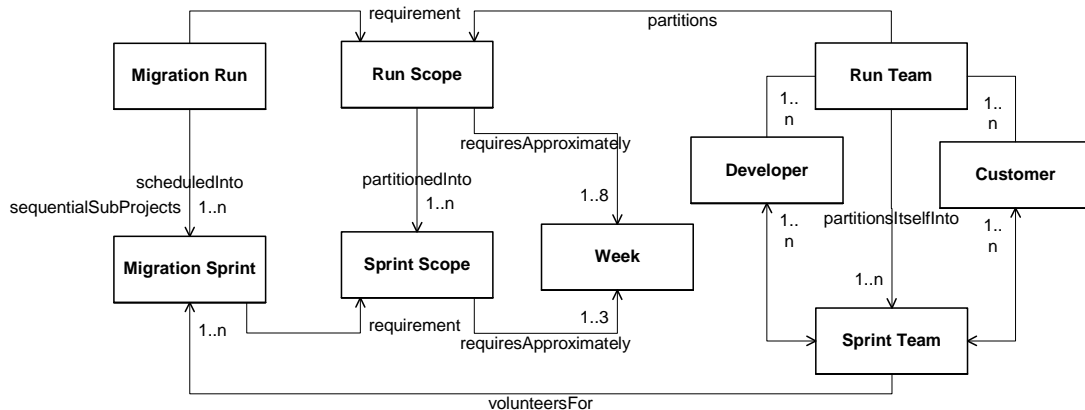 requirement
partitions
Migration Run
Run Scope
Run Team
1..
n
1..
n
requiresApproximately
Developer
Customer
scheduledInto
partitionedInto
sequentialSubProjects
1..n
1..n
1..8
1..
n
partitionsItselfInto
1..
n
Migration Sprint
Sprint Scope
Week
1..n
1..n
requirement
1..3
requiresApproximately
Sprint Team
volunteersFor